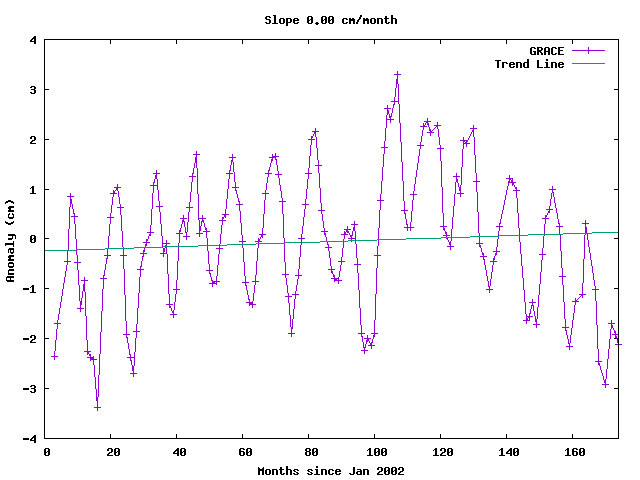 Slope 0.00 cm/month
GRACE
Trend Line
4
3
2
1
0
-1
-2
-3
-4
Anomaly (cm)
0 20 40 60 80 100 120 140 160
Months since Jan 2002